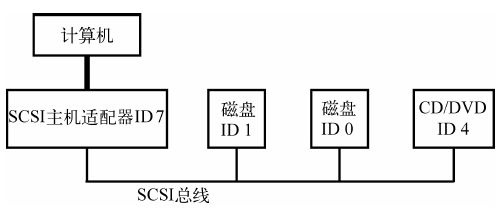 计算机
SCSI主机适配器ID7
磁盘
ID 1
磁盘
ID 0
CD/DVD
ID 4
SCSI总线